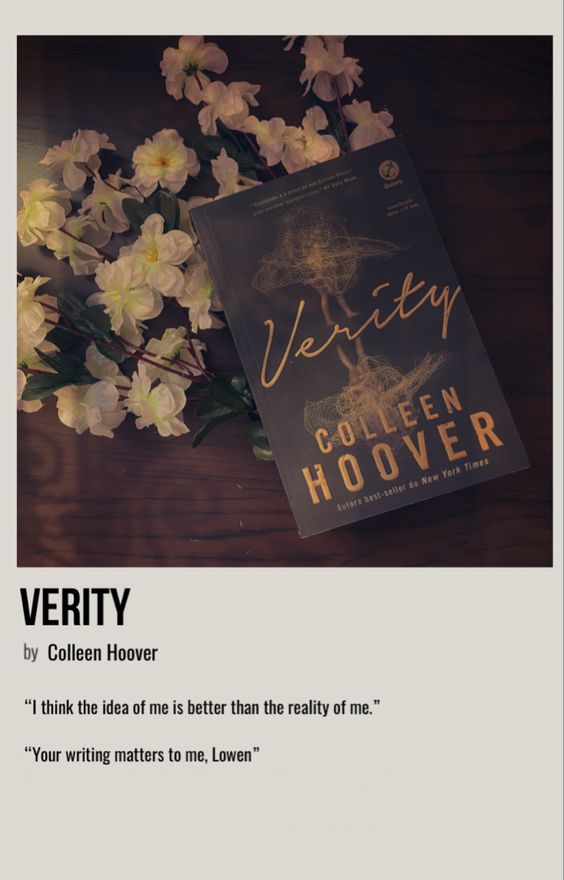 Galera
Verity
COLLEEN
HOOVER
Autora best-seller do New York Times
VERITY
by Colleen Hoover
“I think the idea of me is better than the reality of me.”
“Your writing matters to me, Lowen”